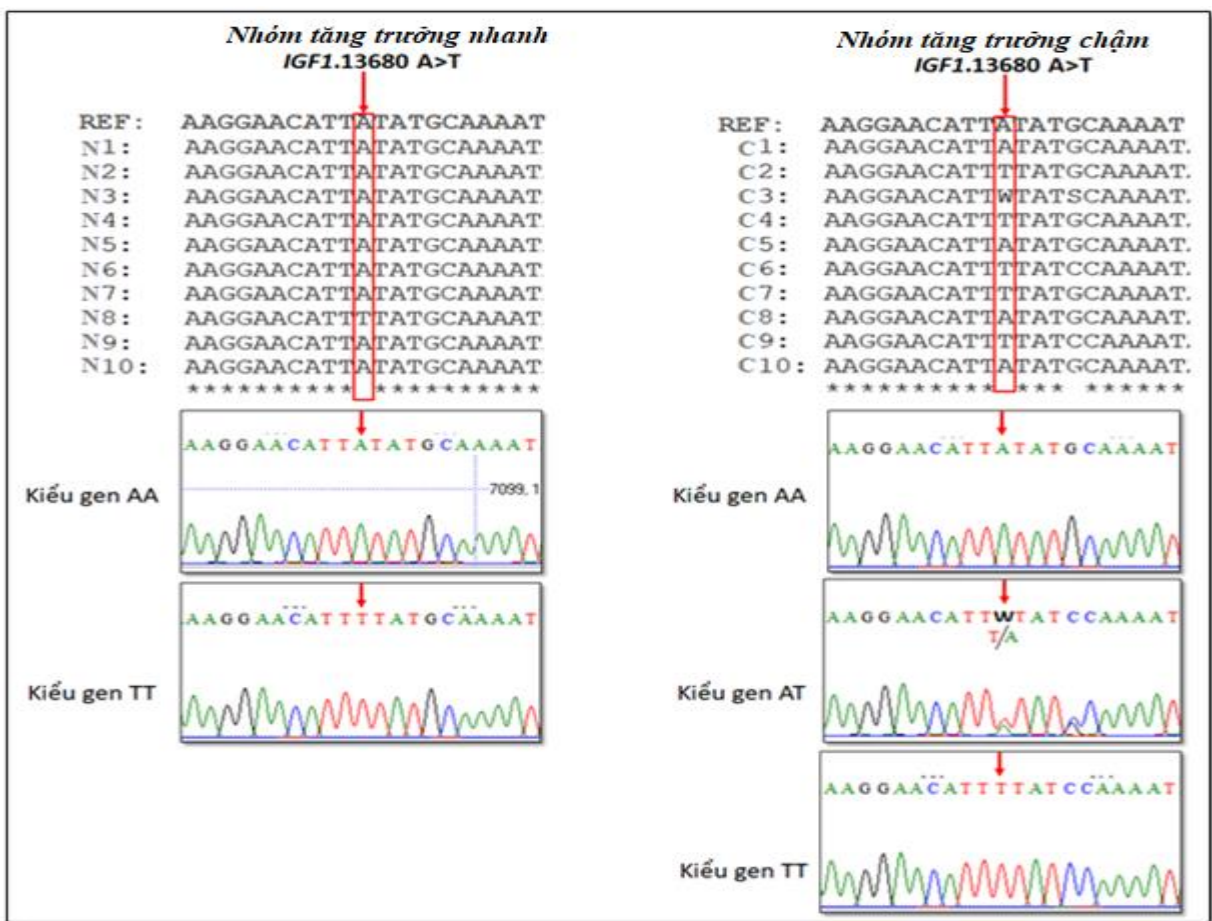 Nhóm tăng trưởng nhanh
IGF1.13680 A>T
REF: AAGGAACATTATATGCAAAAT
N1: AAGGAACATTATATGCAAAAT
N2: AAGGAACATTTTATGCAAAAT
N3: AAGGAACATTATATGCAAAAT
N4: AAGGAACATTATATGCAAAAT
N5: AAGGAACATTATATGCAAAAT
N6: AAGGAACATTATATGCAAAAT
N7: AAGGAACATTATATGCAAAAT
N8: AAGGAACATTTTATGCAAAAT
N9: AAGGAACATTATATGCAAAAT
N10: AAGGAACATTATATGCAAAAT
********** **********
AAGGAACATTATATGCAAAAT
7099, 1
Kiểu gen AA
AAGGAACATTTTATGCAAAAT
Kiểu gen TT
Nhóm tăng trưởng chậm
IGF1.13680 A>T
REF: AAGGAACATTATATGCAAAAT
C1: AAGGAACATTATATGCAAAAT.
C2: AAGGAACATTTTATGCAAAAT.
C3: AAGGAACATTWTATSCAAAAT.
C4: AAGGAACATTTTATGCAAAAT.
C5: AAGGAACATTATATGCAAAAT.
C6: AAGGAACATTTTATCCAAAAT.
C7: AAGGAACATTTTATGCAAAAT.
C8: AAGGAACATTATATGCAAAAT.
C9: AAGGAACATTTTATCCAAAAT.
C10: AAGGAACATTATATGCAAAAT.
********** *** ******
AAGGAACATTATATGCAAAAT
Kiểu gen AA
AAGGAACATTWTATCCAAAAT
T/A
Kiểu gen AT
AAGGAACATTTTATCCAAAAT
Kiểu gen TT